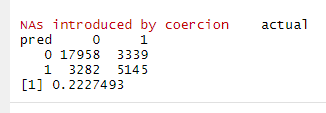 NAs introduced by coercion    actual
pred     0     1
   0 17958  3339
   1  3282  5145
[1] 0.2227493